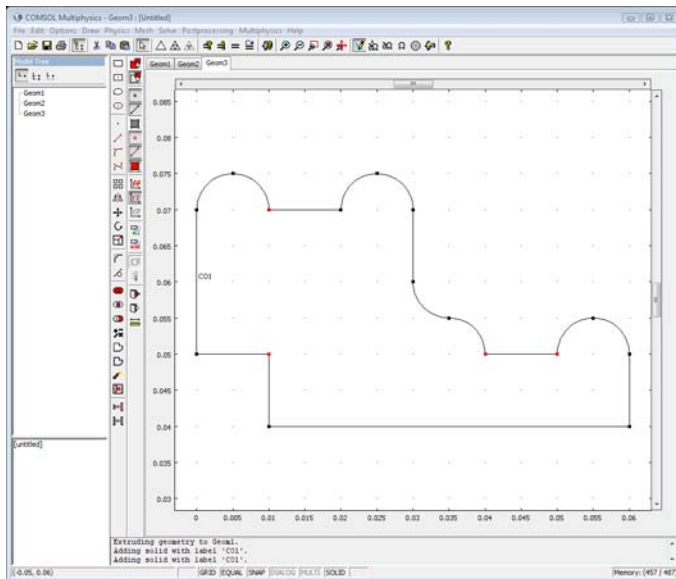 COMSOL Multiphysics - Geom3 : [Untitled]
File Edit Options Draw Physics Mesh Solve Postprocessing Multiphysics Help
Model Tree
Geom1 Geom2 Geom3
Geom1
Geom2
Geom3
0.085
0.08
0.075
0.07
0.065
0.06
0.055
0.05
0.045
0.04
0.035
0.03
CO1
0 0.005 0.01 0.015 0.02 0.025 0.03 0.035 0.04 0.045 0.05 0.055 0.06
[untitled]
Extruding geometry to Geom1.
Adding solid with label 'CO1'.
Adding solid with label 'CO1'.
(-0.05, 0.06) GRID EQUAL SNAP DIALOG MULTI SOLID Memory: (457 / 487)